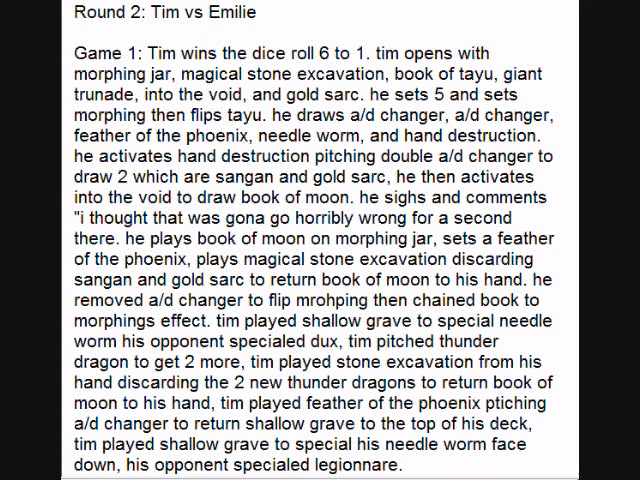 Round 2: Tim vs Emilie
Game 1: Tim wins the dice roll 6 to 1. tim opens with
morphing jar, magical stone excavation, book of tayu, giant
trunade, into the void, and gold sarc. he sets 5 and sets
morphing then flips tayu. he draws a/d changer, a/d changer,
feather of the phoenix, needle worm, and hand destruction.
he activates hand destruction pitching double a/d changer to
draw 2 which are sangan and gold sarc, he then activates
into the void to draw book of moon. he sighs and comments
"i thought that was gona go horribly wrong for a second
there. he plays book of moon on morphing jar, sets a feather
of the phoenix, plays magical stone excavation discarding
sangan and gold sarc to return book of moon to his hand. he
removed a/d changer to flip mrohping then chained book to
morphings effect. tim played shallow grave to special needle
worm his opponent specialed dux, tim pitched thunder
dragon to get 2 more, tim played stone excavation from his
hand discarding the 2 new thunder dragons to return book of
moon to his hand, tim played feather of the phoenix ptiching
a/d changer to return shallow grave to the top of his deck,
tim played shallow grave to special his needle worm face
down, his opponent specialed legionnare.